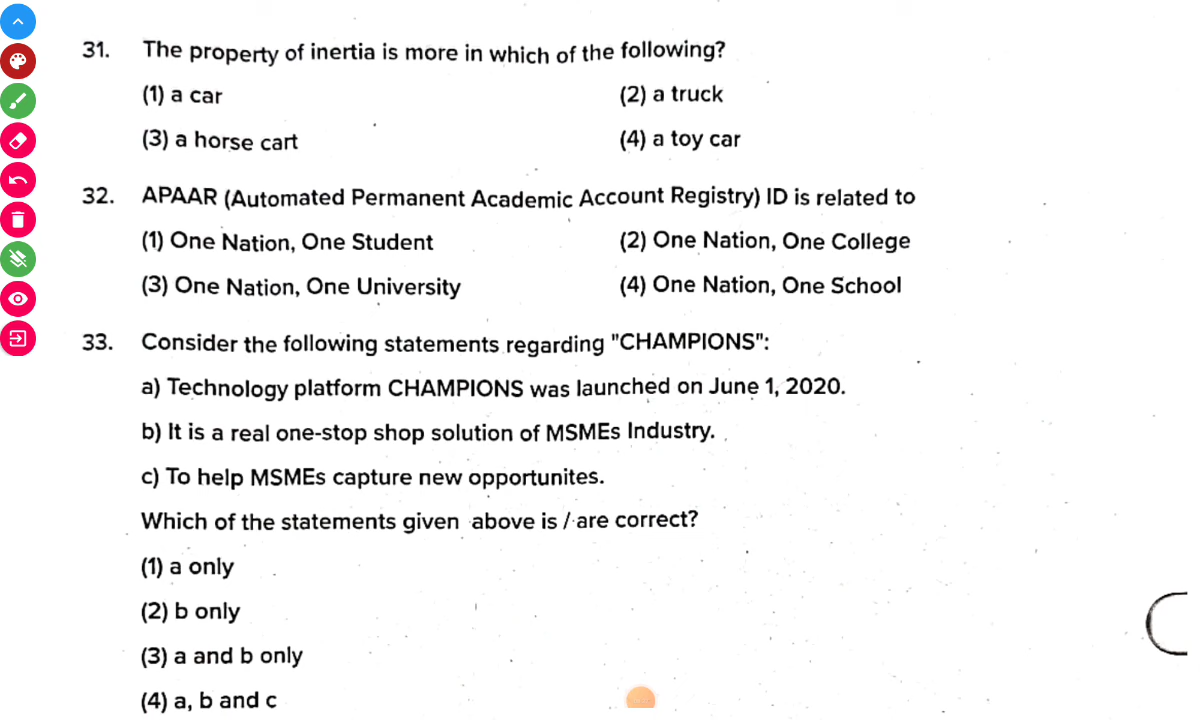 31. The property of inertia is more in which of the following?
(1) a car (2) a truck
(3) a horse cart (4) a toy car
32. APAAR (Automated Permanent Academic Account Registry) ID is related to
(1) One Nation, One Student (2) One Nation, One College
(3) One Nation, One University (4) One Nation, One School
33. Consider the following statements regarding "CHAMPIONS":
a) Technology platform CHAMPIONS was launched on June 1, 2020.
b) It is a real one-stop shop solution of MSMEs Industry.
c) To help MSMEs capture new opportunites.
Which of the statements given above is / are correct?
(1) a only
(2) b only
(3) a and b only
(4) a, b and c